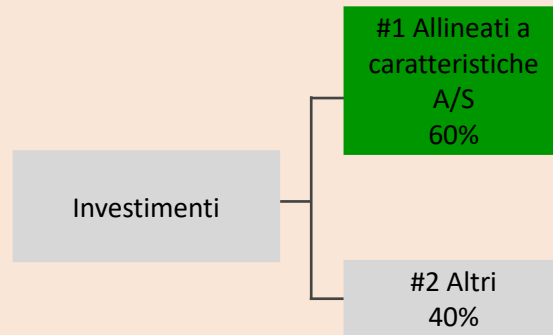 #1 Allineati a
caratteristiche
A/S
60%
Investimenti
#2 Altri
40%